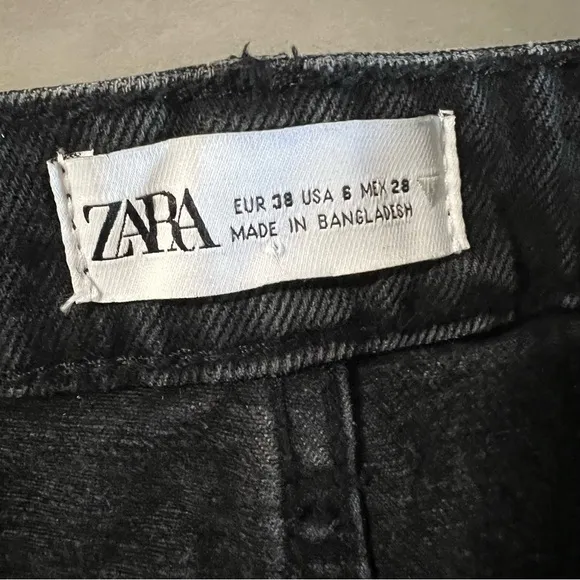 ZARA
EUR 38 USA 6 MEX 28
MADE IN BANGLADESH